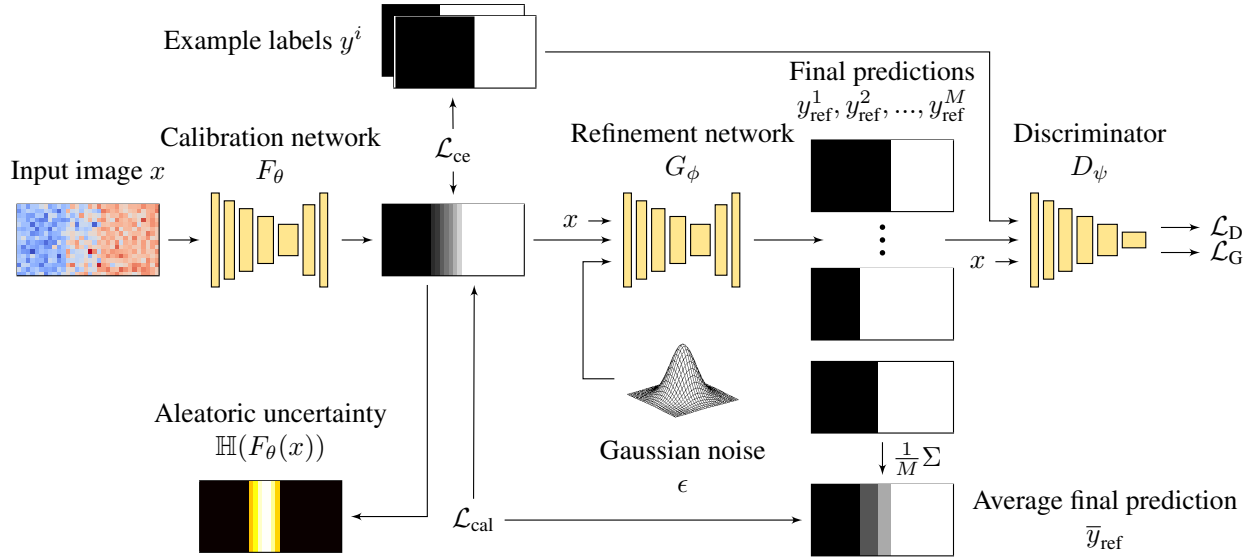 Example labels $y^i$
Final predictions
$y^1_{\text{ref}}, y^2_{\text{ref}}, ..., y^M_{\text{ref}}$
Calibration network
$F_\theta$
$\mathcal{L}_{\text{ce}}$
Refinement network
$G_\phi$
Discriminator
$D_\psi$
Input image $x$
$x$
$\mathcal{L}_{\text{D}}$
$\mathcal{L}_{\text{G}}$
$x$
Aleatoric uncertainty
$\mathbb{H}(F_\theta(x))$
Gaussian noise
$\epsilon$
$\frac{1}{M}\Sigma$
$\mathcal{L}_{\text{cal}}$
Average final prediction
$\overline{y}_{\text{ref}}$